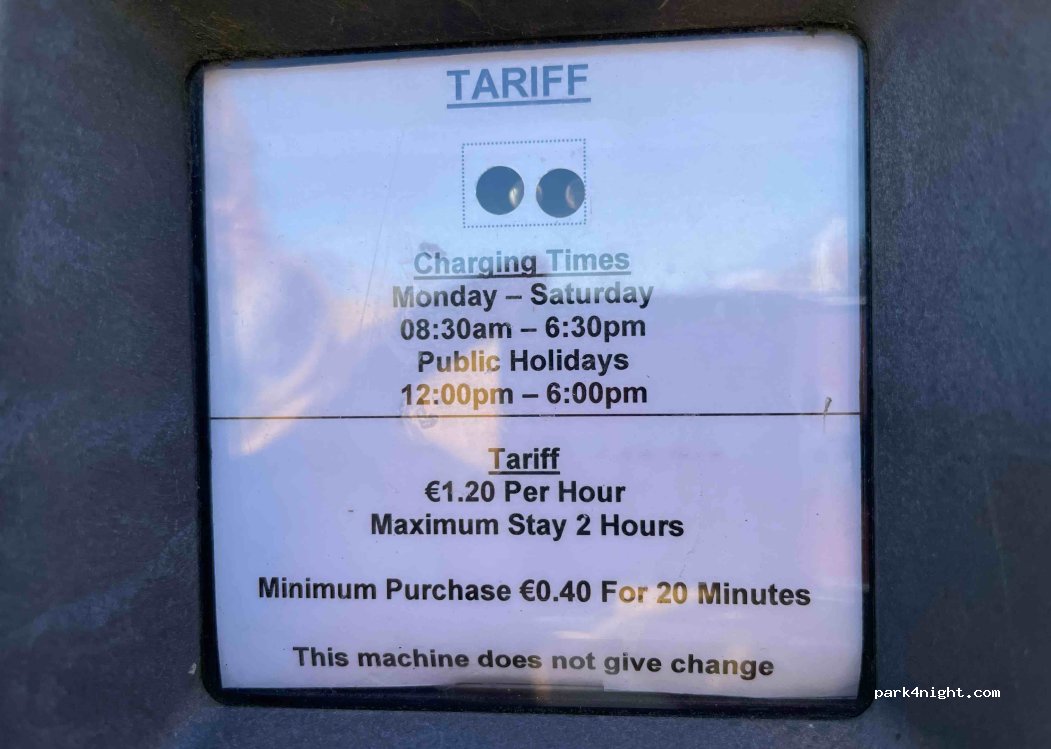 TARIFF
Charging Times
Monday – Saturday
08:30am – 6:30pm
Public Holidays
12:00pm – 6:00pm
Tariff
€1.20 Per Hour
Maximum Stay 2 Hours
Minimum Purchase €0.40 For 20 Minutes
This machine does not give change
park4night.com